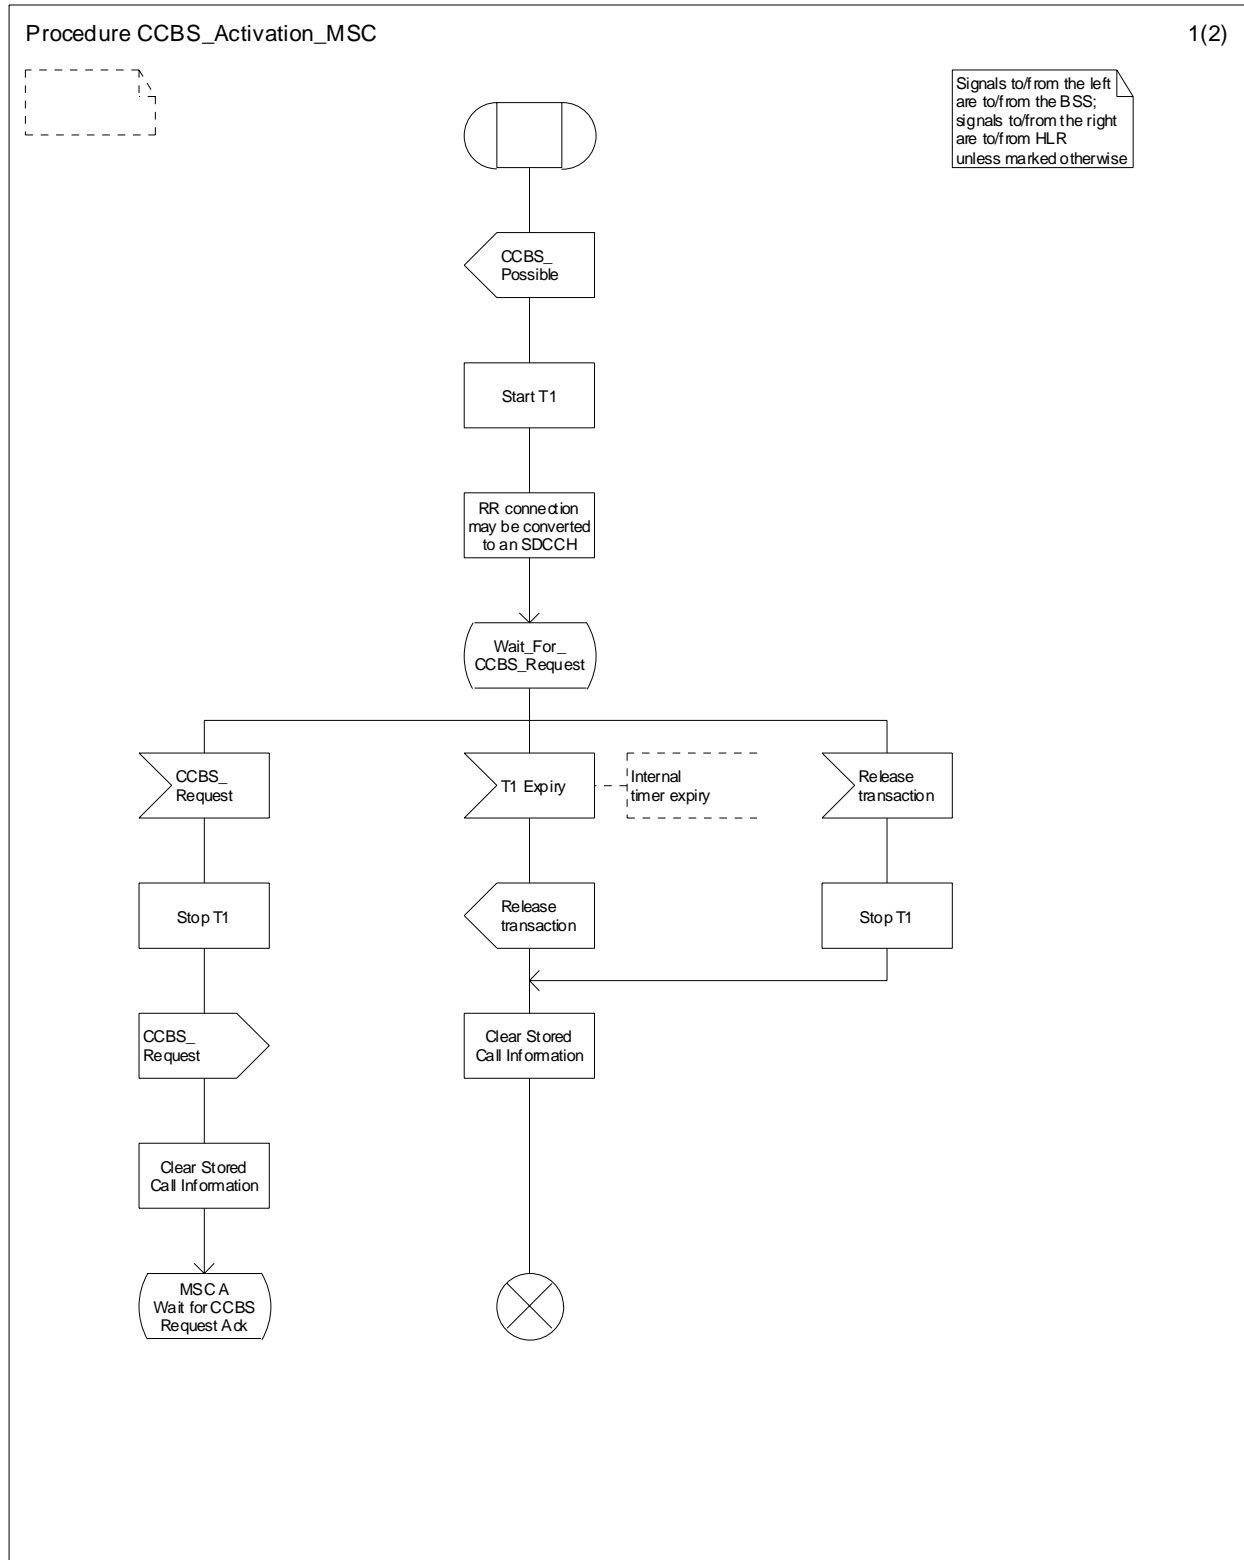 Procedure CCBS_Activation_MSC
1(2)
Signals to/from the left
are to/from the BSS;
signals to/from the right
are to/from HLR
unless marked otherwise
CCBS_
Possible
Start T1
RR connection
may be converted
to an SDCCH
Wait_For_
CCBS_Request
CCBS_
Request
T1 Expiry
Internal
timer expiry
Release
transaction
Stop T1
Release
transaction
Stop T1
CCBS_
Request
Clear Stored
Call Information
Clear Stored
Call Information
MSC A
Wait for CCBS
Request Ack